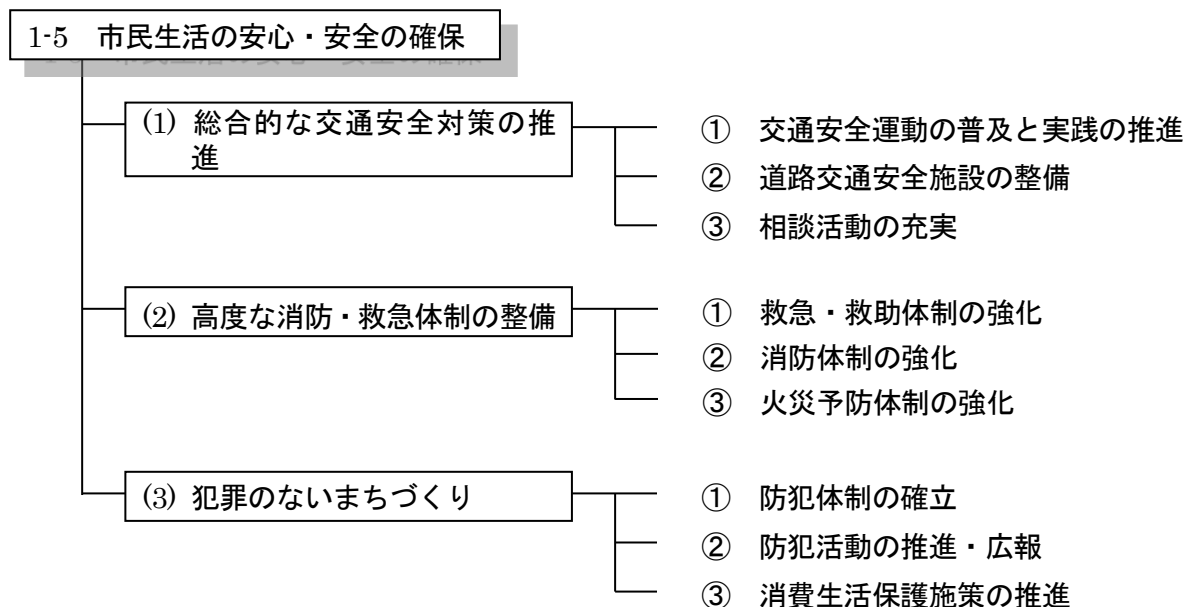 1-5 市民生活の安心・安全の確保
(1) 総合的な交通安全対策の推
進
① 交通安全運動の普及と実践の推進
② 道路交通安全施設の整備
③ 相談活動の充実
(2) 高度な消防・救急体制の整備
① 救急・救助体制の強化
② 消防体制の強化
③ 火災予防体制の強化
(3) 犯罪のないまちづくり
① 防犯体制の確立
② 防犯活動の推進・広報
③ 消費生活保護施策の推進